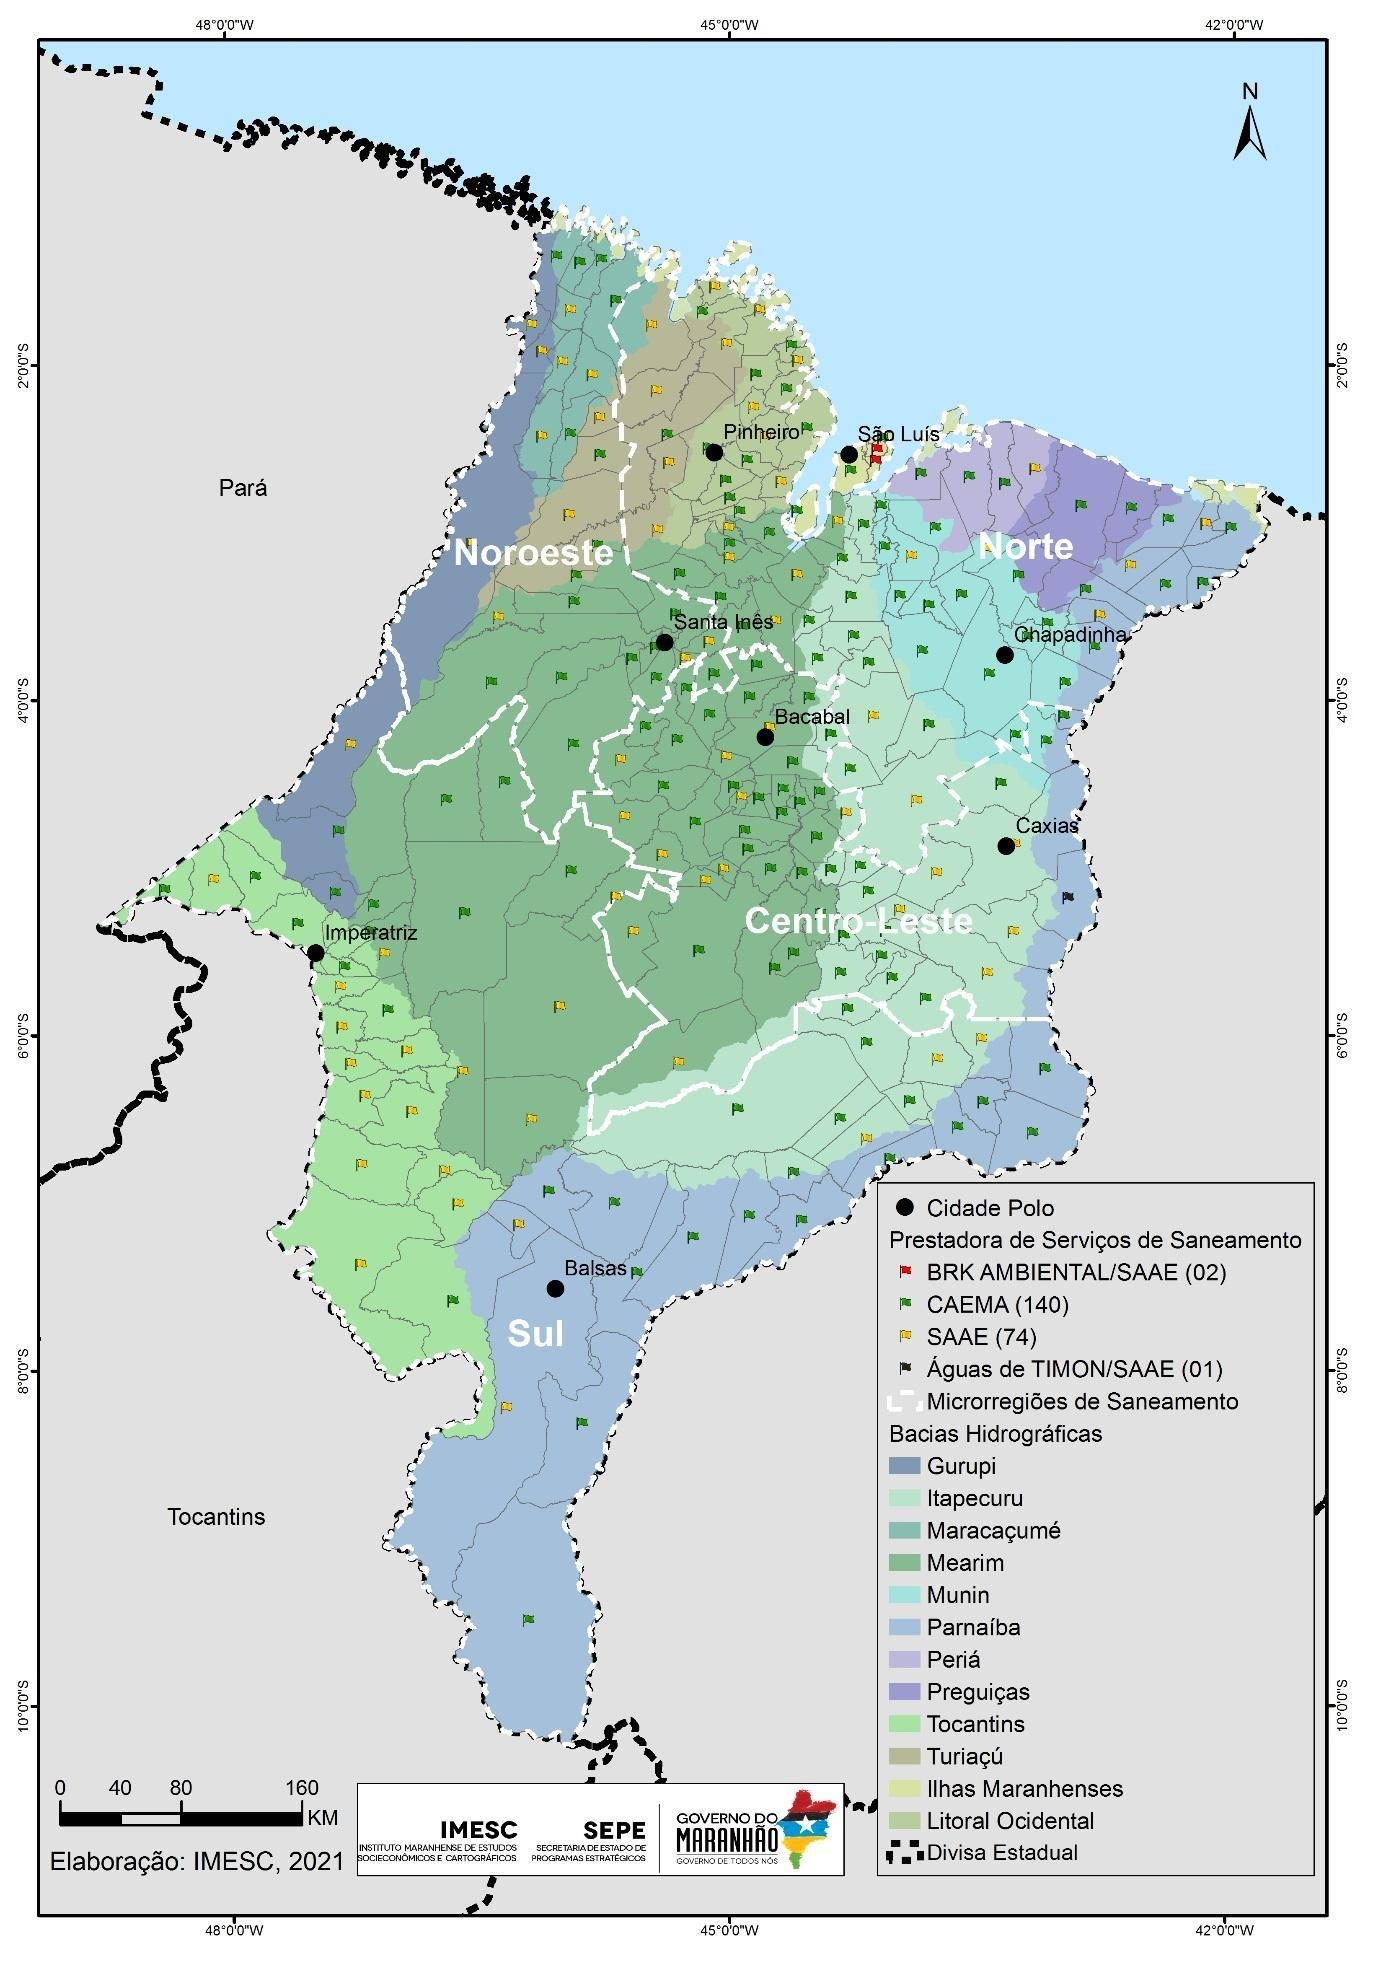 48°0'0"W
45°0'0"W
42°0'0"W
N
2°0'0"S
2°0'0"S
Pinheiro
São Luís
Pará
Noroeste
Norte
Santa Inês
Chapadinha
4°0'0"S
4°0'0"S
Bacabal
Caxias
Centro-Leste
Imperatriz
6°0'0"S
6°0'0"S
Balsas
Sul
8°0'0"S
8°0'0"S
Tocantins
10°0'0"S
10°0'0"S
Cidade Polo
Prestadora de Serviços de Saneamento
BRK AMBIENTAL/SAAE (02)
CAEMA (140)
SAAE (74)
Águas de TIMON/SAAE (01)
Microrregiões de Saneamento
Bacias Hidrográficas
Gurupi
Itapecuru
Maracaçumé
Mearim
Munin
Parnaíba
Periá
Preguiças
Tocantins
Turiaçú
Ilhas Maranhenses
Litoral Ocidental
Divisa Estadual
0 40 80 160
KM
Elaboração: IMESC, 2021
IMESC
INSTITUTO MARANHENSE DE ESTUDOS
SOCIOECONÔMICOS E CARTOGRÁFICOS
SEPE
SECRETARIA DE ESTADO DE
PROGRAMAS ESTRATÉGICOS
GOVERNO DO
MARANHÃO
GOVERNO DE TODOS NÓS
48°0'0"W
45°0'0"W
42°0'0"W